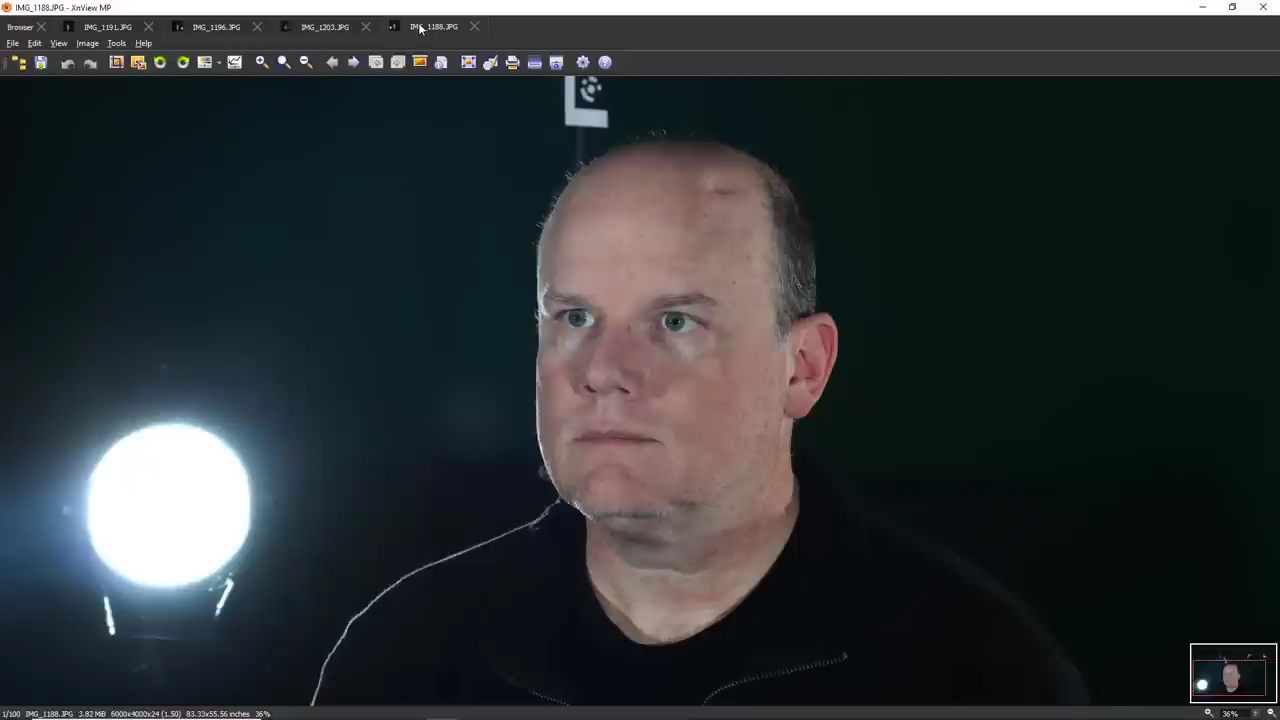 IMG_1188.JPG - XnView MP
Browser IMG_1191.JPG IMG_1196.JPG IMG_1203.JPG IMG_1188.JPG
File Edit View Image Tools Help
1/100 IMG_1188.JPG 3.82 MB 6000x4000x24 (1.50) 83.33x55.56 inches 36%
36%